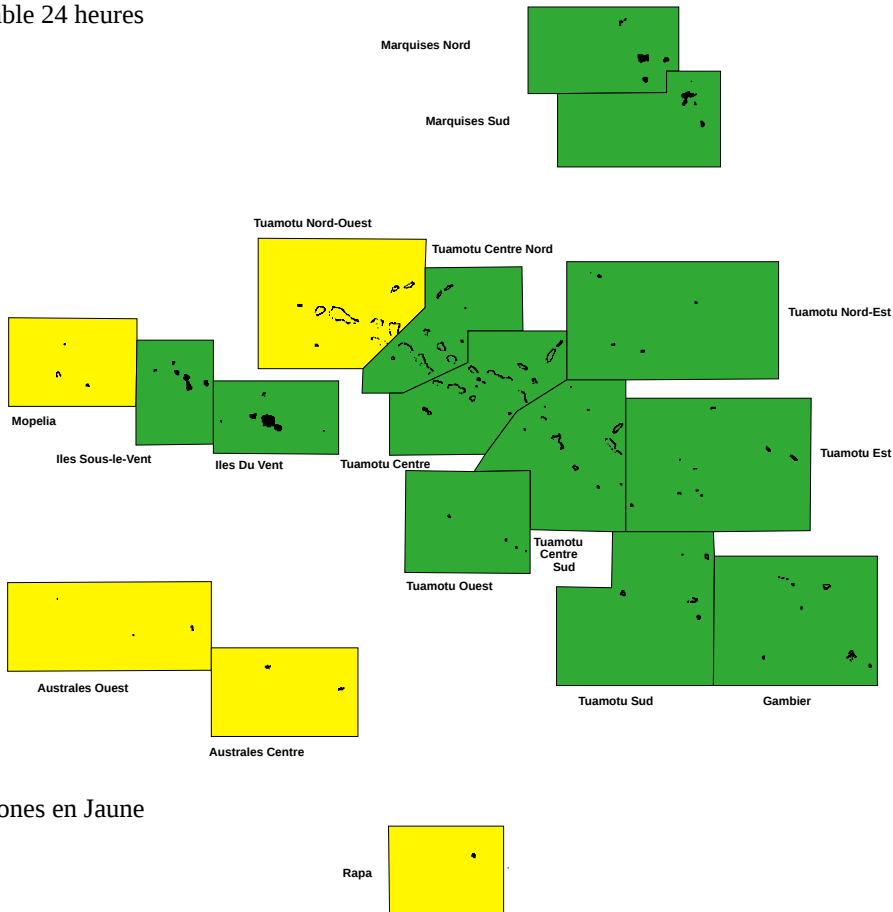 24 heures
Marquises Nord
Marquises Sud
Tuamotu Nord-Ouest
Tuamotu Centre Nord
Tuamotu Nord-Est
Mopelia
Iles Sous-le-Vent
Iles Du Vent
Tuamotu Centre
Tuamotu Est
Tuamotu
Centre
Sud
Tuamotu Ouest
Australes Ouest
Tuamotu Sud
Gambier
Australes Centre
en Jaune
Rapa